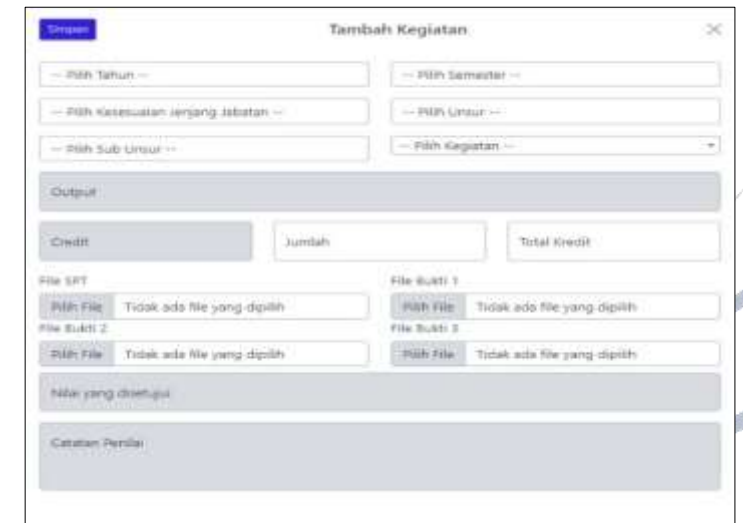 Simpan
Tambah Kegiatan
-- Pilih Tahun --
-- Pilih Semester --
-- Pilih Kesesuaian Jenjang Jabatan --
-- Pilih Unsur --
-- Pilih Sub Unsur --
-- Pilih Kegiatan --
Output
Credit
Jumlah
Total Kredit
File SPT
File Bukti 1
Pilih File Tidak ada file yang dipilih
Pilih File Tidak ada file yang dipilih
File Bukti 2
File Bukti 3
Pilih File Tidak ada file yang dipilih
Pilih File Tidak ada file yang dipilih
Nilai yang disetujui
Catatan Penilai